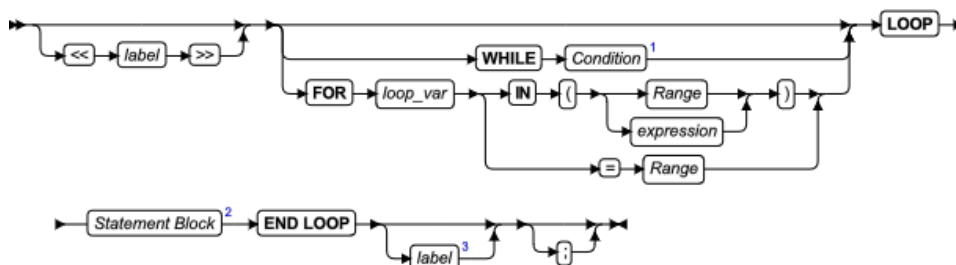 LOOP
WHILE Condition 1
<< label >>
FOR loop_var IN ( Range )
expression
= Range
Statement Block 2 END LOOP
label 3 ;